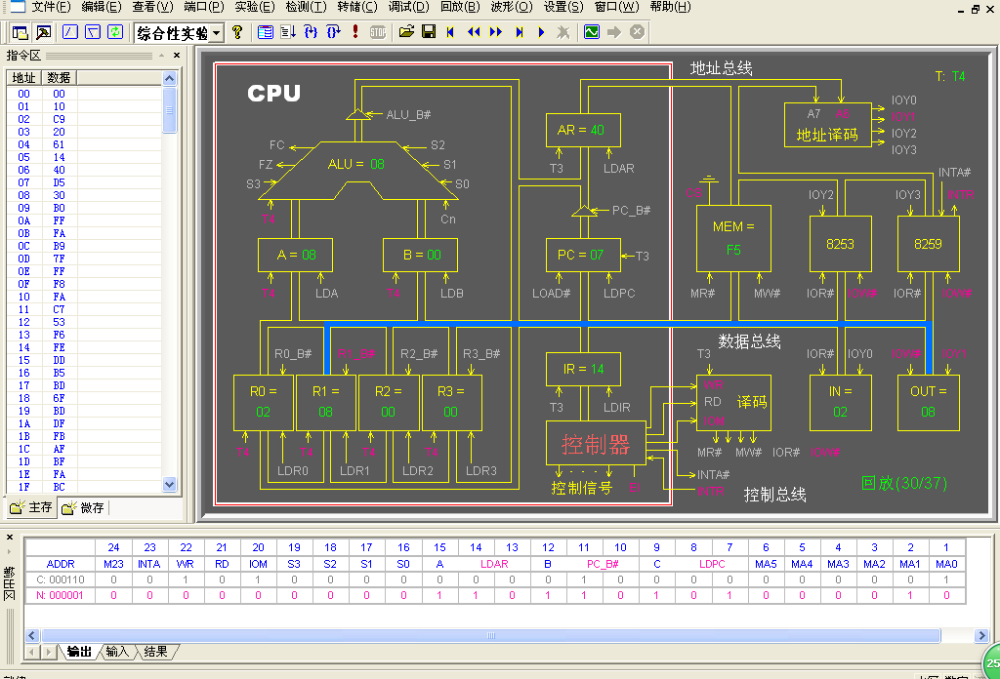 文件(F) 编辑(E) 查看(V) 端口(P) 实验(E) 检测(T) 转储(C) 调试(D) 回放(B) 波形(O) 设置(S) 窗口(W) 帮助(H)
综合性实验
STOP
指令区
地址 数据
00 00
01 10
02 C9
03 20
04 61
05 14
06 40
07 D5
08 30
09 B0
0A FF
0B FA
0C B9
0D 7F
0E FF
0F F8
10 FA
11 C7
12 53
13 F6
14 FE
15 DD
16 B5
17 BD
18 6F
19 BD
1A DF
1B FB
1C AF
1D BF
1E FA
1F BC
主存 微存
CPU
地址总线
T: T4
ALU_B#
FC
FZ
S3
ALU = 08
S2
S1
S0
T4
Cn
A = 08
B = 00
T4 LDA
T4 LDB
AR = 40
T3 LDAR
PC_B#
PC = 07
T3
LOAD# LDPC
A7
地址译码
IOY0
IOY1
IOY2
IOY3
MEM =
F5
MR# MW#
IOY2
8253
IOR#
IOY3
INTA#
8259
IOR#
数据总线
R0_B# R1_B# R2_B# R3_B#
R0 =
02
R1 =
08
R2 =
00
R3 =
00
LDR0 LDR1 LDR2 LDR3
IR = 14
T3 LDIR
控制器
控制信号
T3
WR
RD
IOM
译码
MR# MW# IOR#
INTA#
控制总线
IOR# IOY0
IN =
02
OUT =
08
回放(30/37)
24 23 22 21 20 19 18 17 16 15 14 13 12 11 10 9 8 7 6 5 4 3 2 1
ADDR M23 INTA WR RD IOM S3 S2 S1 S0 A LDAR B PC_B# C LDPC MA5 MA4 MA3 MA2 MA1 MA0
C: 000110 0 0 1 0 1 0 0 0 0 0 0 0 0 1 0 0 0 0 0 0 0 0 0 1
N: 000001 0 0 0 0 0 0 0 0 0 1 1 0 1 1 0 1 0 1 0 0 0 0 1 0
输出 输入 结果
25